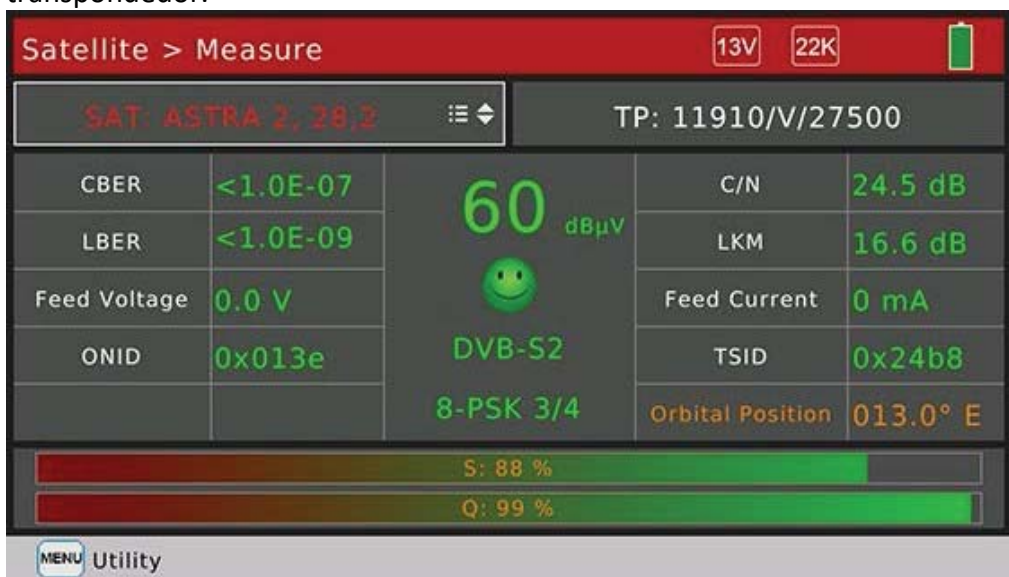 transpondedor.
Satellite > Measure 13V 22K
SAT: ASTRA 2, 28,2 TP: 11910/V/27500
CBER <1.0E-07 60 dBµV C/N 24.5 dB
LBER <1.0E-09 LKM 16.6 dB
Feed Voltage 0.0 V Feed Current 0 mA
ONID 0x013e DVB-S2 TSID 0x24b8
8-PSK 3/4 Orbital Position 013.0° E
S: 88 %
Q: 99 %
MENU Utility